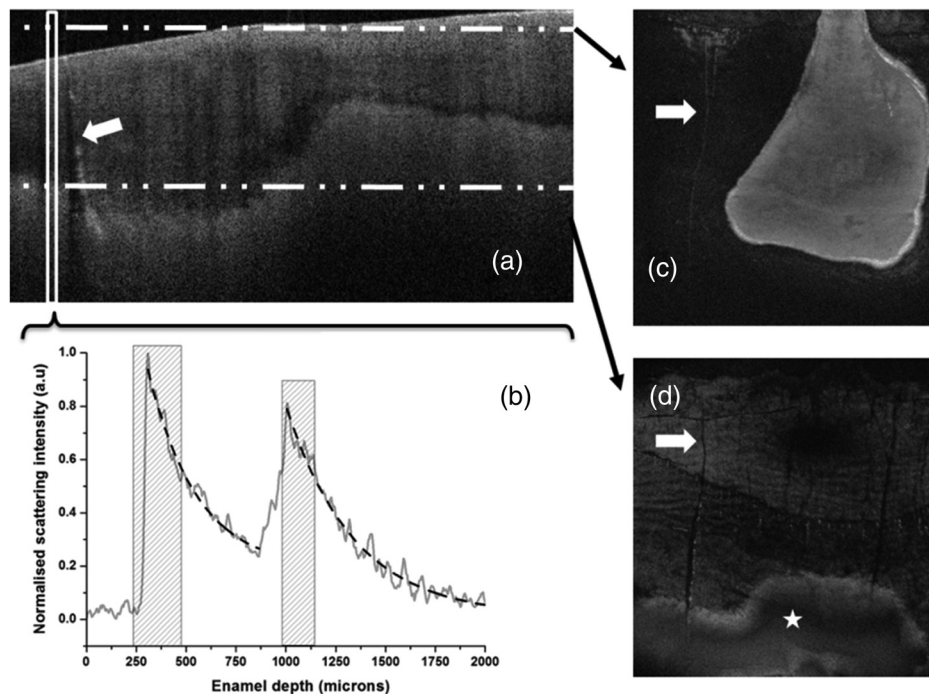 (a)
(c)
(b)
(d)
Normalised scattering intensity (a.u)
1.0
0.8
0.6
0.4
0.2
0.0
0 250 500 750 1000 1250 1500 1750 2000
Enamel depth (microns)